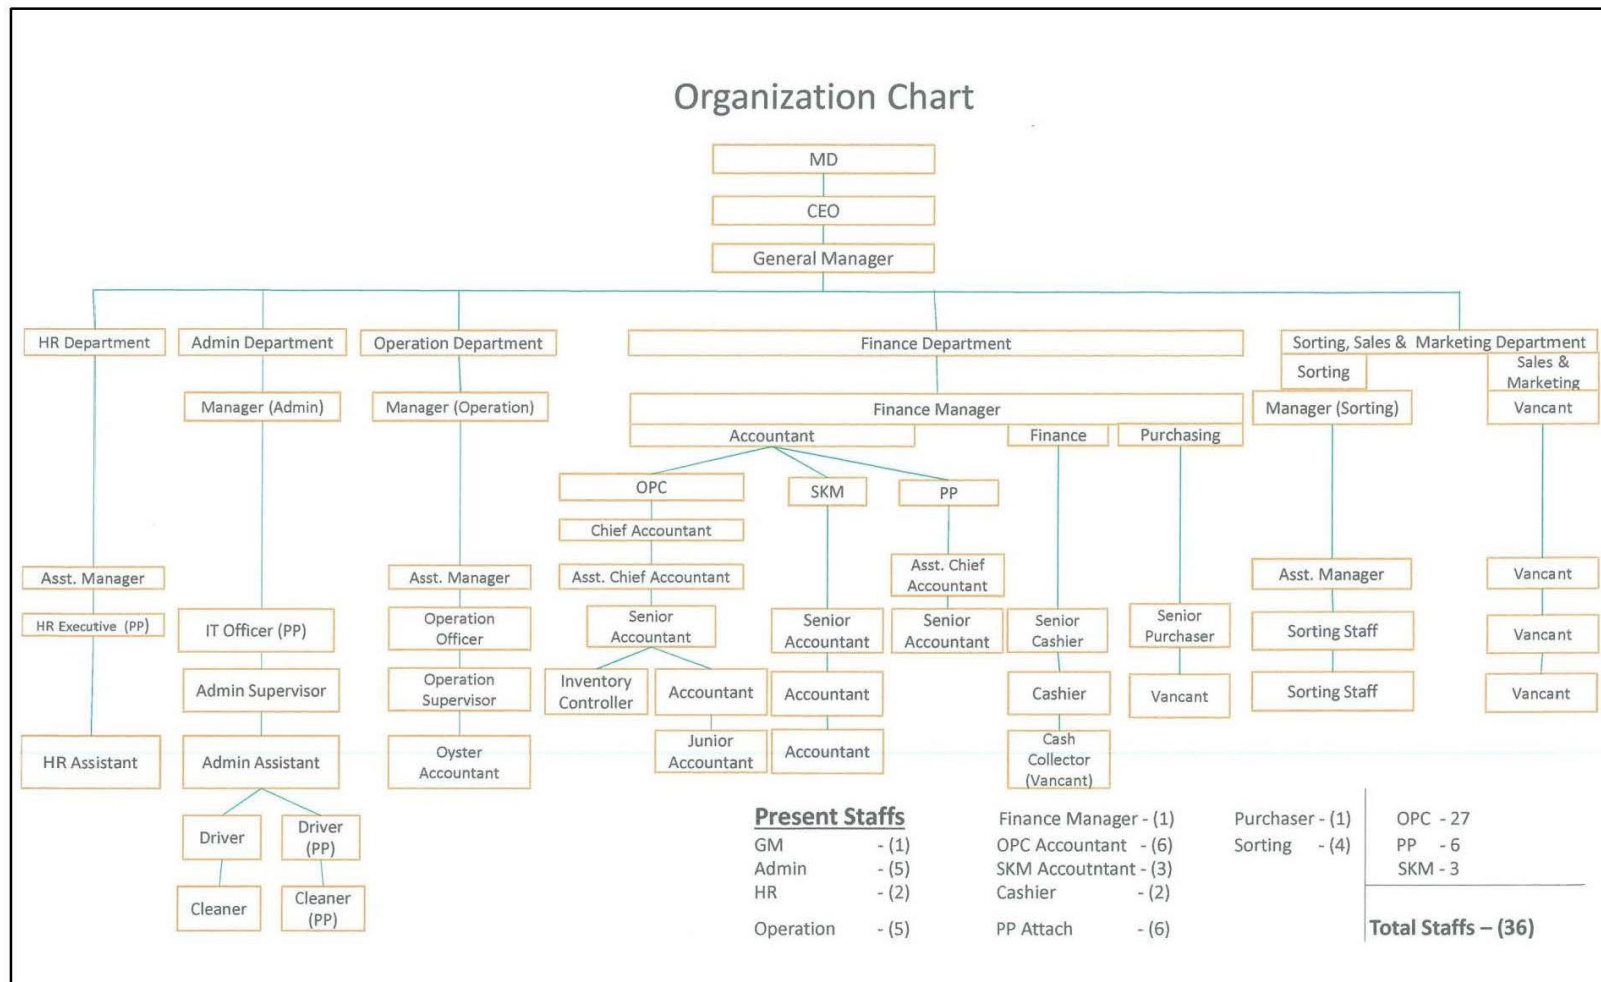 Organization Chart
MD
CEO
General Manager
HR Department
Admin Department
Operation Department
Finance Department
Sorting, Sales & Marketing Department
Sorting
Sales &
Marketing
Manager (Admin)
Manager (Operation)
Finance Manager
Manager (Sorting)
Vancant
Accountant
Finance
Purchasing
OPC
SKM
PP
Chief Accountant
Asst. Manager
Asst. Manager
Asst. Chief Accountant
Asst. Chief
Accountant
Asst. Manager
Vancant
HR Executive (PP)
IT Officer (PP)
Operation
Officer
Senior
Accountant
Senior
Accountant
Senior
Accountant
Senior
Cashier
Senior
Purchaser
Sorting Staff
Vancant
Admin Supervisor
Operation
Supervisor
Inventory
Controller
Accountant
Accountant
Cashier
Vancant
Sorting Staff
Vancant
HR Assistant
Admin Assistant
Oyster
Accountant
Junior
Accountant
Accountant
Cash
Collector
(Vancant)
Driver
Driver
(PP)
Cleaner
Cleaner
(PP)
Present Staffs
GM - (1)
Admin - (5)
HR - (2)
Operation - (5)
Finance Manager - (1)
OPC Accountant - (6)
SKM Accoutntant - (3)
Cashier - (2)
PP Attach - (6)
Purchaser - (1)
Sorting - (4)
OPC - 27
PP - 6
SKM - 3
Total Staffs – (36)